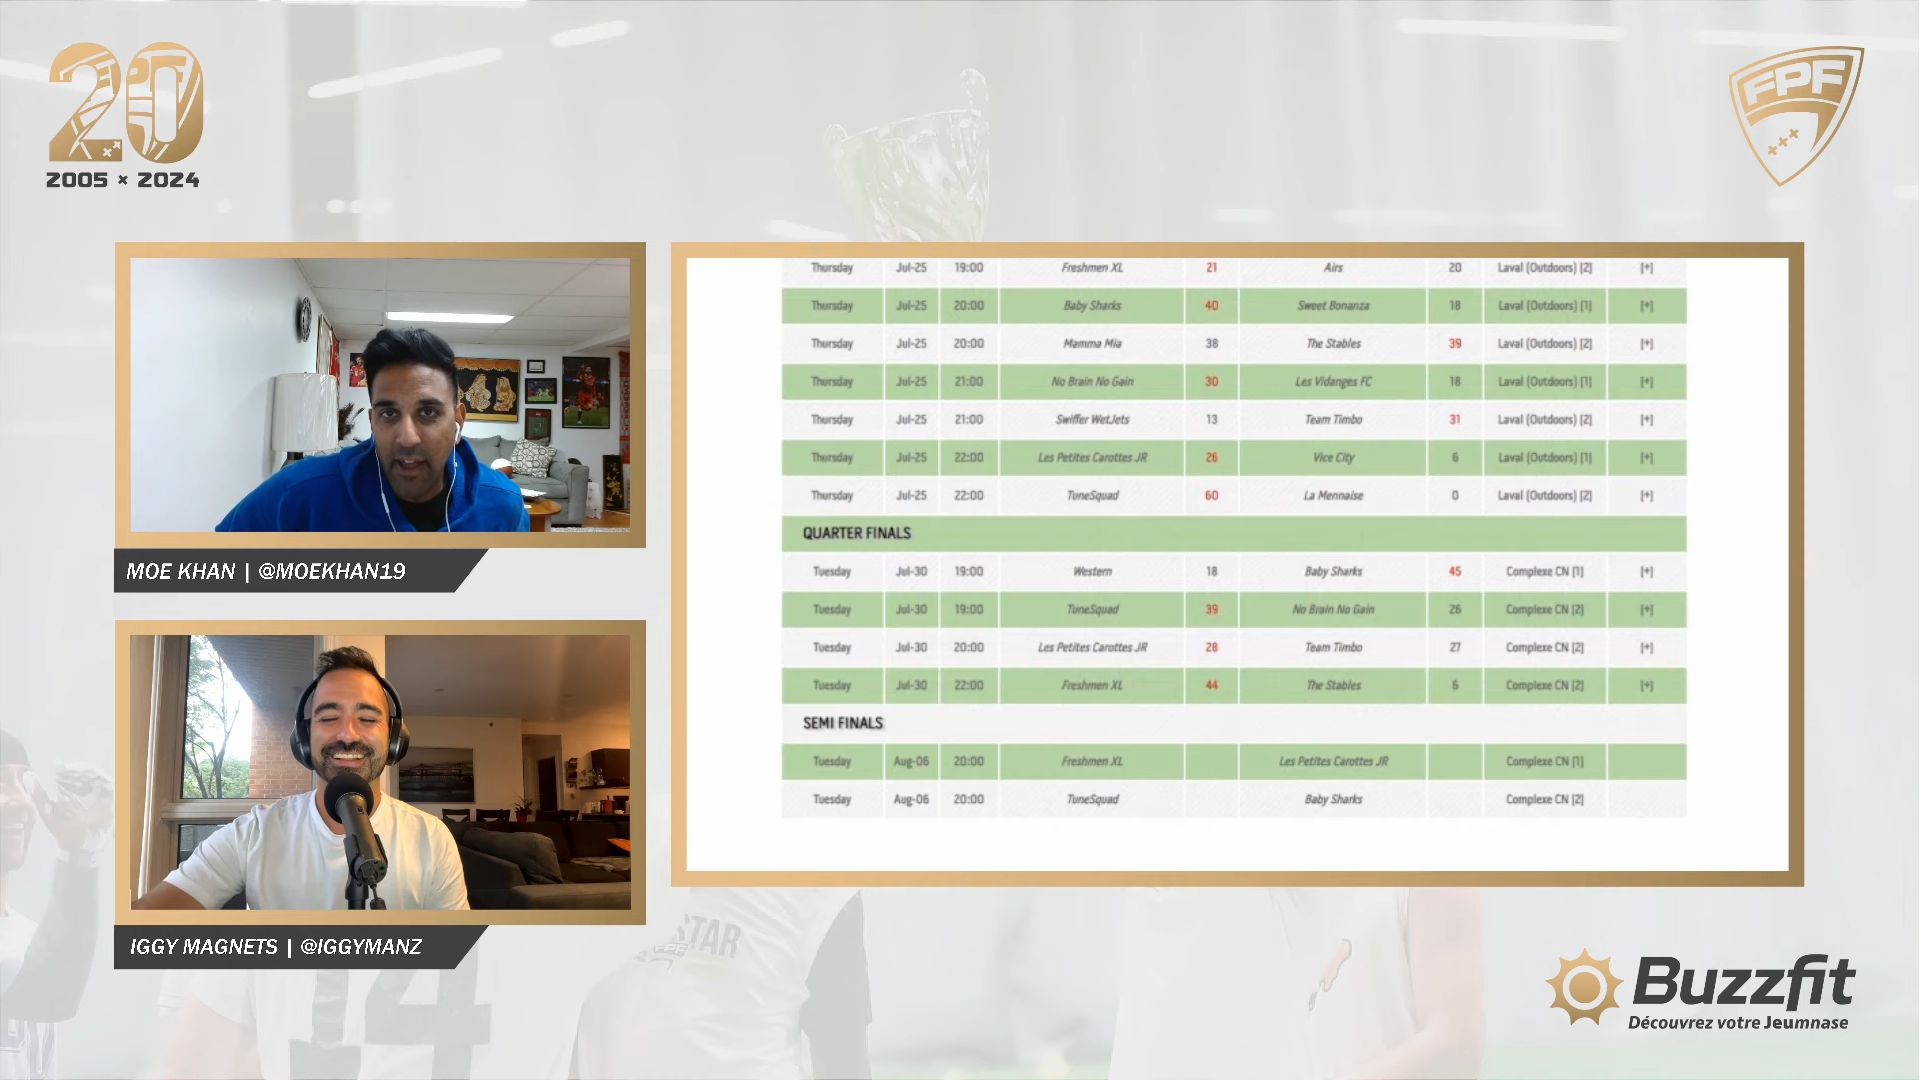 20
2005 × 2024
FPF
MOE KHAN | @MOEKHAN19
IGGY MAGNETS | @IGGYMANZ
Thursday Jul-25 19:00 Freshmen XL 21 Airs 20 Laval (Outdoors) [2] [+]
Thursday Jul-25 20:00 Baby Sharks 40 Sweet Bonanza 18 Laval (Outdoors) [1] [+]
Thursday Jul-25 20:00 Mamma Mia 38 The Stables 39 Laval (Outdoors) [2] [+]
Thursday Jul-25 21:00 No Brain No Gain 30 Les Vidanges FC 18 Laval (Outdoors) [1] [+]
Thursday Jul-25 21:00 Swiffer WetJets 13 Team Timbo 31 Laval (Outdoors) [2] [+]
Thursday Jul-25 22:00 Les Petites Carottes JR 26 Vice City 6 Laval (Outdoors) [1] [+]
Thursday Jul-25 22:00 TuneSquad 60 La Mennaise 0 Laval (Outdoors) [2] [+]
QUARTER FINALS
Tuesday Jul-30 19:00 Western 18 Baby Sharks 45 Complexe CN [1] [+]
Tuesday Jul-30 19:00 TuneSquad 39 No Brain No Gain 26 Complexe CN [2] [+]
Tuesday Jul-30 20:00 Les Petites Carottes JR 28 Team Timbo 27 Complexe CN [2] [+]
Tuesday Jul-30 22:00 Freshmen XL 44 The Stables 6 Complexe CN [2] [+]
SEMI FINALS
Tuesday Aug-06 20:00 Freshmen XL Les Petites Carottes JR Complexe CN [1]
Tuesday Aug-06 20:00 TuneSquad Baby Sharks Complexe CN [2]
STAR
FPF
14
Buzzfit
Découvrez votre Jeumnase